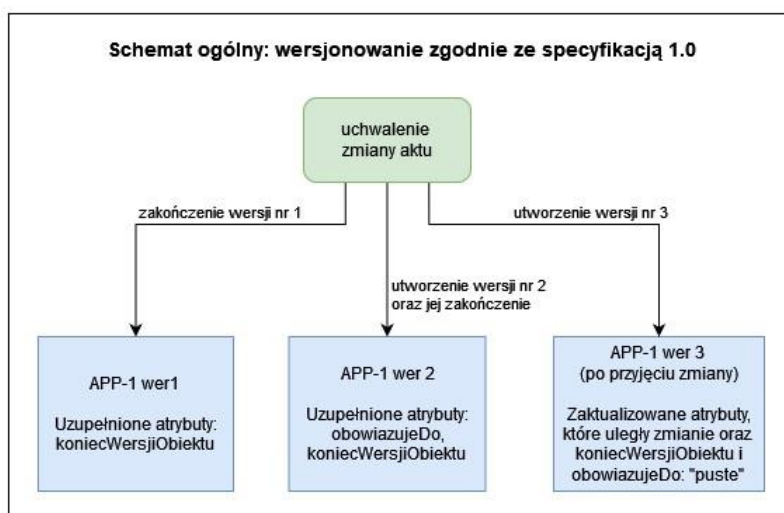 Schemat ogólny: wersjonowanie zgodnie ze specyfikacją 1.0
uchwalenie
zmiany aktu
zakończenie wersji nr 1
utworzenie wersji nr 3
utworzenie wersji nr 2
oraz jej zakończenie
APP-1 wer1
Uzupełnione atrybuty:
koniecWersjiObiektu
APP-1 wer 2
Uzupełnione atrybuty:
obowiazujeDo,
koniecWersjiObiektu
APP-1 wer 3
(po przyjęciu zmiany)
Zaktualizowane atrybuty,
które uległy zmianie oraz
koniecWersjiObiektu i
obowiazujeDo: "puste"